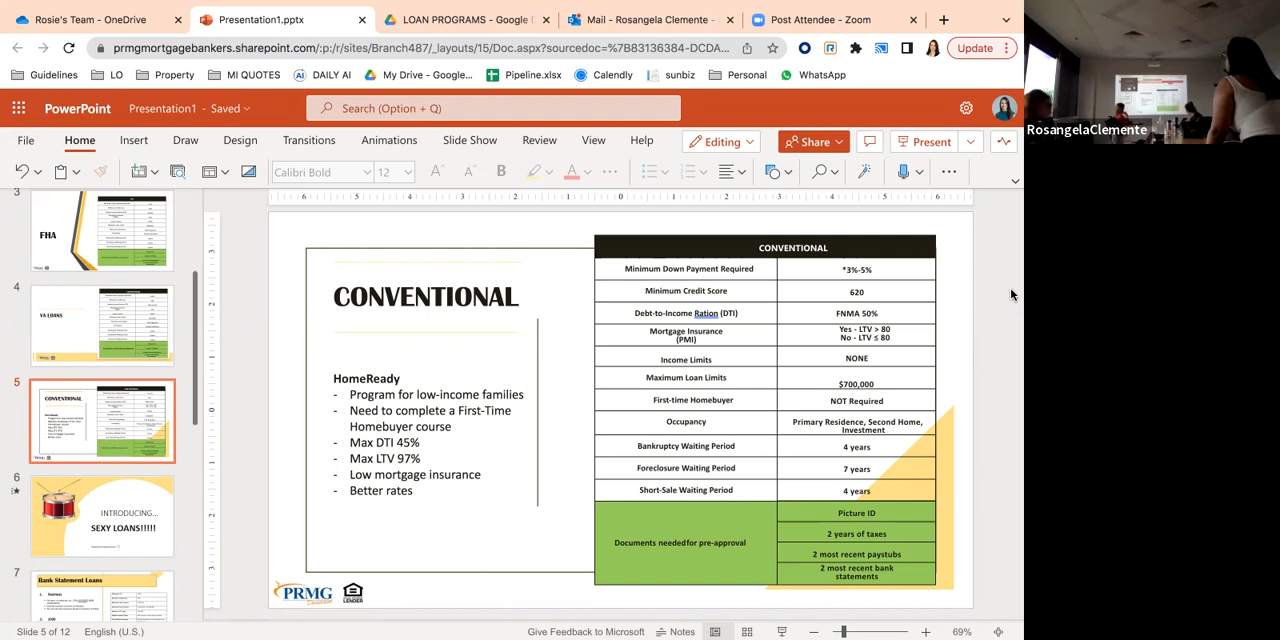 Rosie's Team - OneDrive
Presentation1.pptx
LOAN PROGRAMS - Google D
Mail - Rosangela Clemente -
Post Attendee - Zoom
prmgmortgagebankers.sharepoint.com/:p:/r/sites/Branch487/_layouts/15/Doc.aspx?sourcedoc=%7B83136384-DCDA...
Update
Guidelines
LO
Property
MI QUOTES
DAILY AI
My Drive - Google...
Pipeline.xlsx
Calendly
sunbiz
Personal
WhatsApp
PowerPoint
Presentation1 - Saved
Search (Option + Q)
RosangelaClemente
File
Home
Insert
Draw
Design
Transitions
Animations
Slide Show
Review
View
Help
Editing
Share
Present
Calibri Bold
12
3
FHA
4
VA LOANS
5
CONVENTIONAL
6
INTRODUCING...
SEXY LOANS!!!!!
7
Bank Statement Loans
CONVENTIONAL
HomeReady
- Program for low-income families
- Need to complete a First-Time
Homebuyer course
- Max DTI 45%
- Max LTV 97%
- Low mortgage insurance
- Better rates
CONVENTIONAL
Minimum Down Payment Required
*3%-5%
Minimum Credit Score
620
Debt-to-Income Ration (DTI)
FNMA 50%
Mortgage Insurance
(PMI)
Yes - LTV > 80
No - LTV ≤ 80
Income Limits
NONE
Maximum Loan Limits
$700,000
First-time Homebuyer
NOT Required
Occupancy
Primary Residence, Second Home,
Investment
Bankruptcy Waiting Period
4 years
Foreclosure Waiting Period
7 years
Short-Sale Waiting Period
4 years
Documents neededfor pre-approval
Picture ID
2 years of taxes
2 most recent paystubs
2 most recent bank
statements
PRMG
Slide 5 of 12
English (U.S.)
Give Feedback to Microsoft
Notes
69%